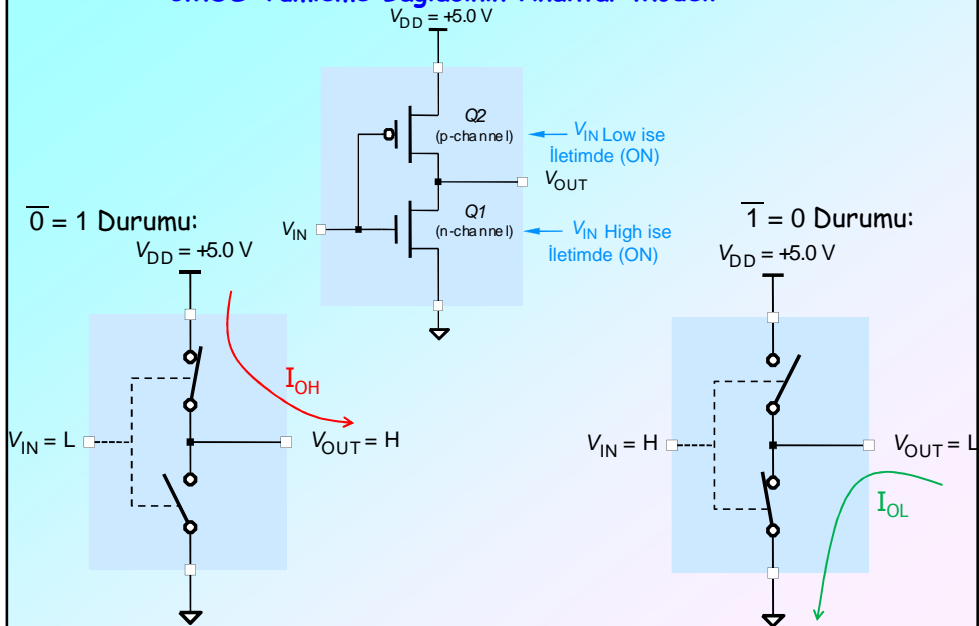 V_DD = +5.0 V
Q2
(p-channel)
V_IN Low ise
İletimde (ON)
V_OUT
V_IN
Q1
(n-channel)
V_IN High ise
İletimde (ON)
0̅ = 1 Durumu:
V_DD = +5.0 V
I_OH
V_IN = L
V_OUT = H
1̅ = 0 Durumu:
V_DD = +5.0 V
V_IN = H
V_OUT = L
I_OL